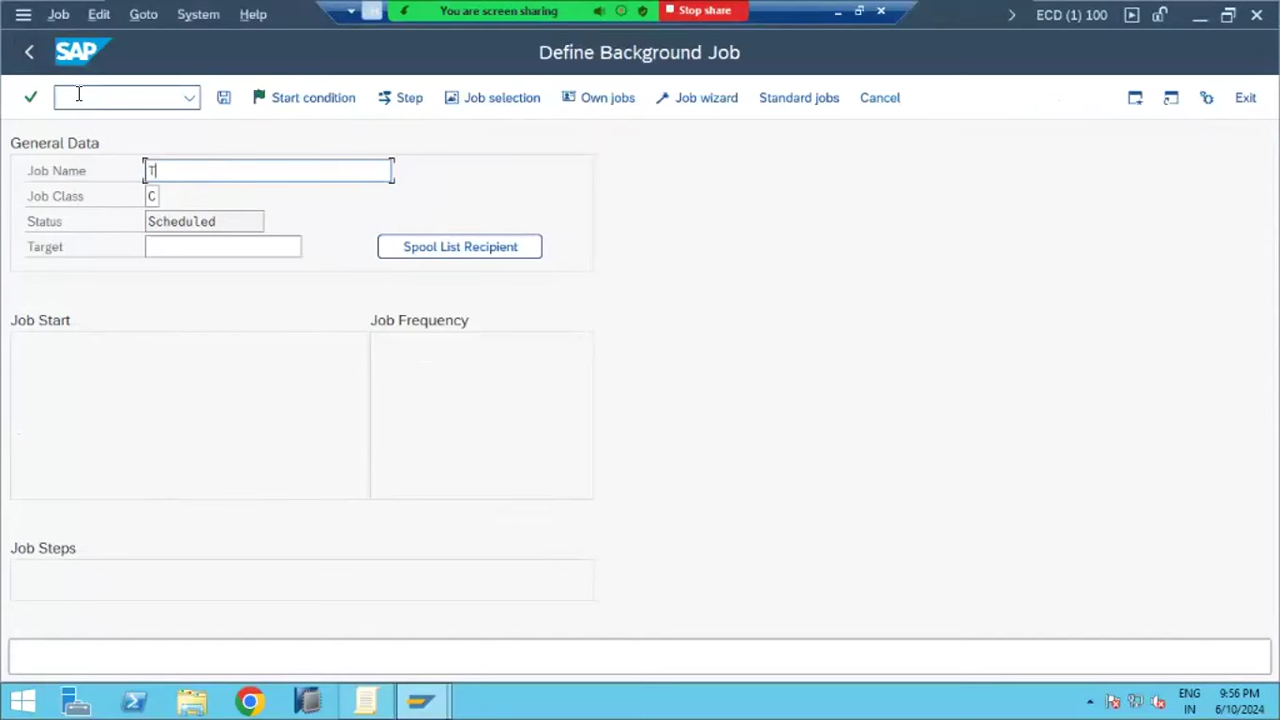 Job Edit Goto System Help You are screen sharing Stop share ECD (1) 100
SAP Define Background Job
Start condition Step Job selection Own jobs Job wizard Standard jobs Cancel Exit
General Data
Job Name T
Job Class C
Status Scheduled
Target Spool List Recipient
Job Start Job Frequency
Job Steps
ENG 9:56 PM
IN 6/10/2024